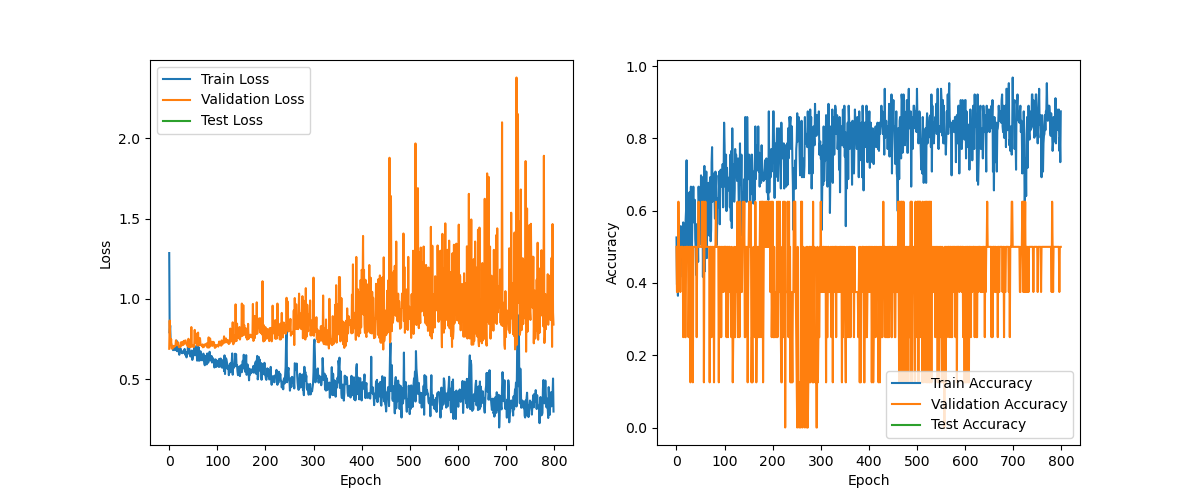 Train Loss
Validation Loss
Test Loss
2.0
1.5
1.0
0.5
Loss
0 100 200 300 400 500 600 700 800
Epoch
1.0
0.8
0.6
0.4
0.2
0.0
Accuracy
Train Accuracy
Validation Accuracy
Test Accuracy
0 100 200 300 400 500 600 700 800
Epoch